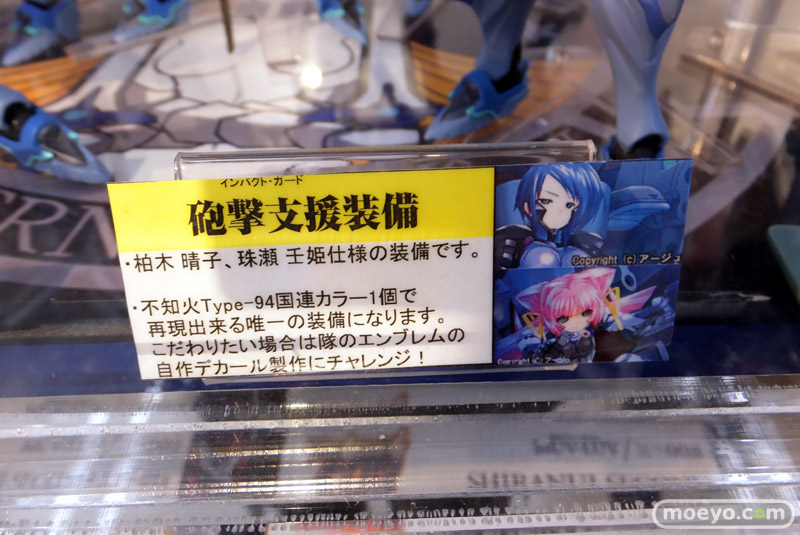 インパクト・ガード
砲撃支援装備
・柏木 晴子、珠瀬 壬姫仕様の装備です。
・不知火Type-94国連カラー1個で
再現出来る唯一の装備になります。
こだわりたい場合は隊のエンブレムの
自作デカール製作にチャレンジ！
Copyright (c) アージュ
Copyright (C) アージュ
SHIRANUI
moeyo.com